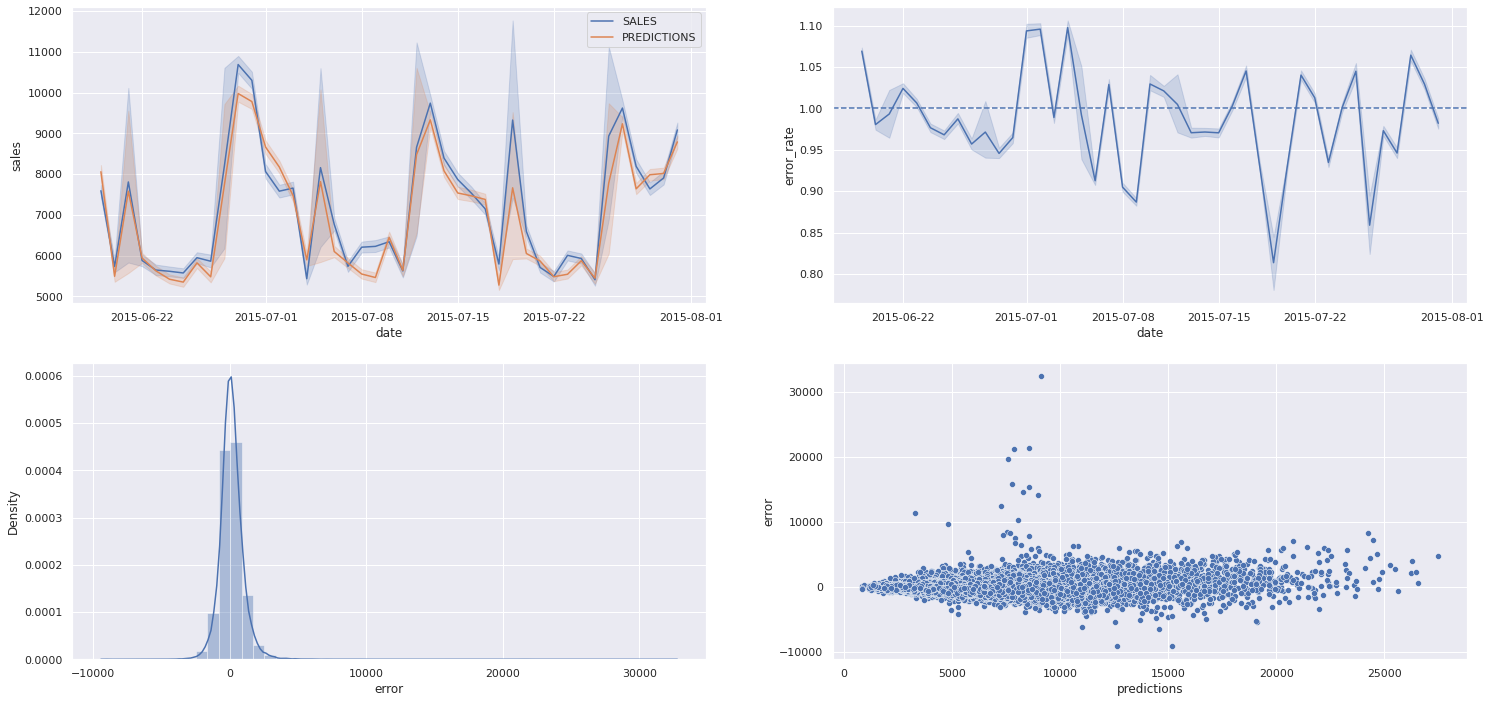 12000
11000
10000
9000
8000
7000
6000
5000
sales
SALES
PREDICTIONS
2015-06-22 2015-07-01 2015-07-08 2015-07-15 2015-07-22 2015-08-01
date
1.10
1.05
1.00
0.95
0.90
0.85
0.80
error_rate
2015-06-22 2015-07-01 2015-07-08 2015-07-15 2015-07-22 2015-08-01
date
0.0006
0.0005
0.0004
0.0003
0.0002
0.0001
0.0000
Density
−10000 0 10000 20000 30000
error
30000
20000
10000
0
−10000
error
0 5000 10000 15000 20000 25000
predictions